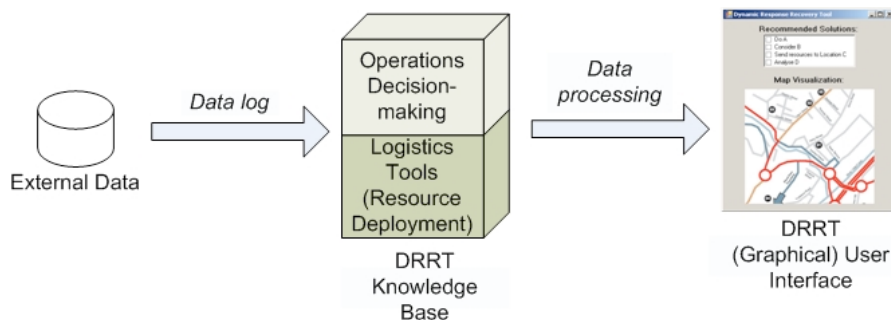 External Data
Data log
Operations
Decision-
making
Logistics
Tools
(Resource
Deployment)
DRRT
Knowledge
Base
Data
processing
Dynamic Response Recovery Tool
Recommended Solutions:
Do A
Consider B
Send resources to Location C
Analyse D
Map Visualization:
DRRT
(Graphical) User
Interface